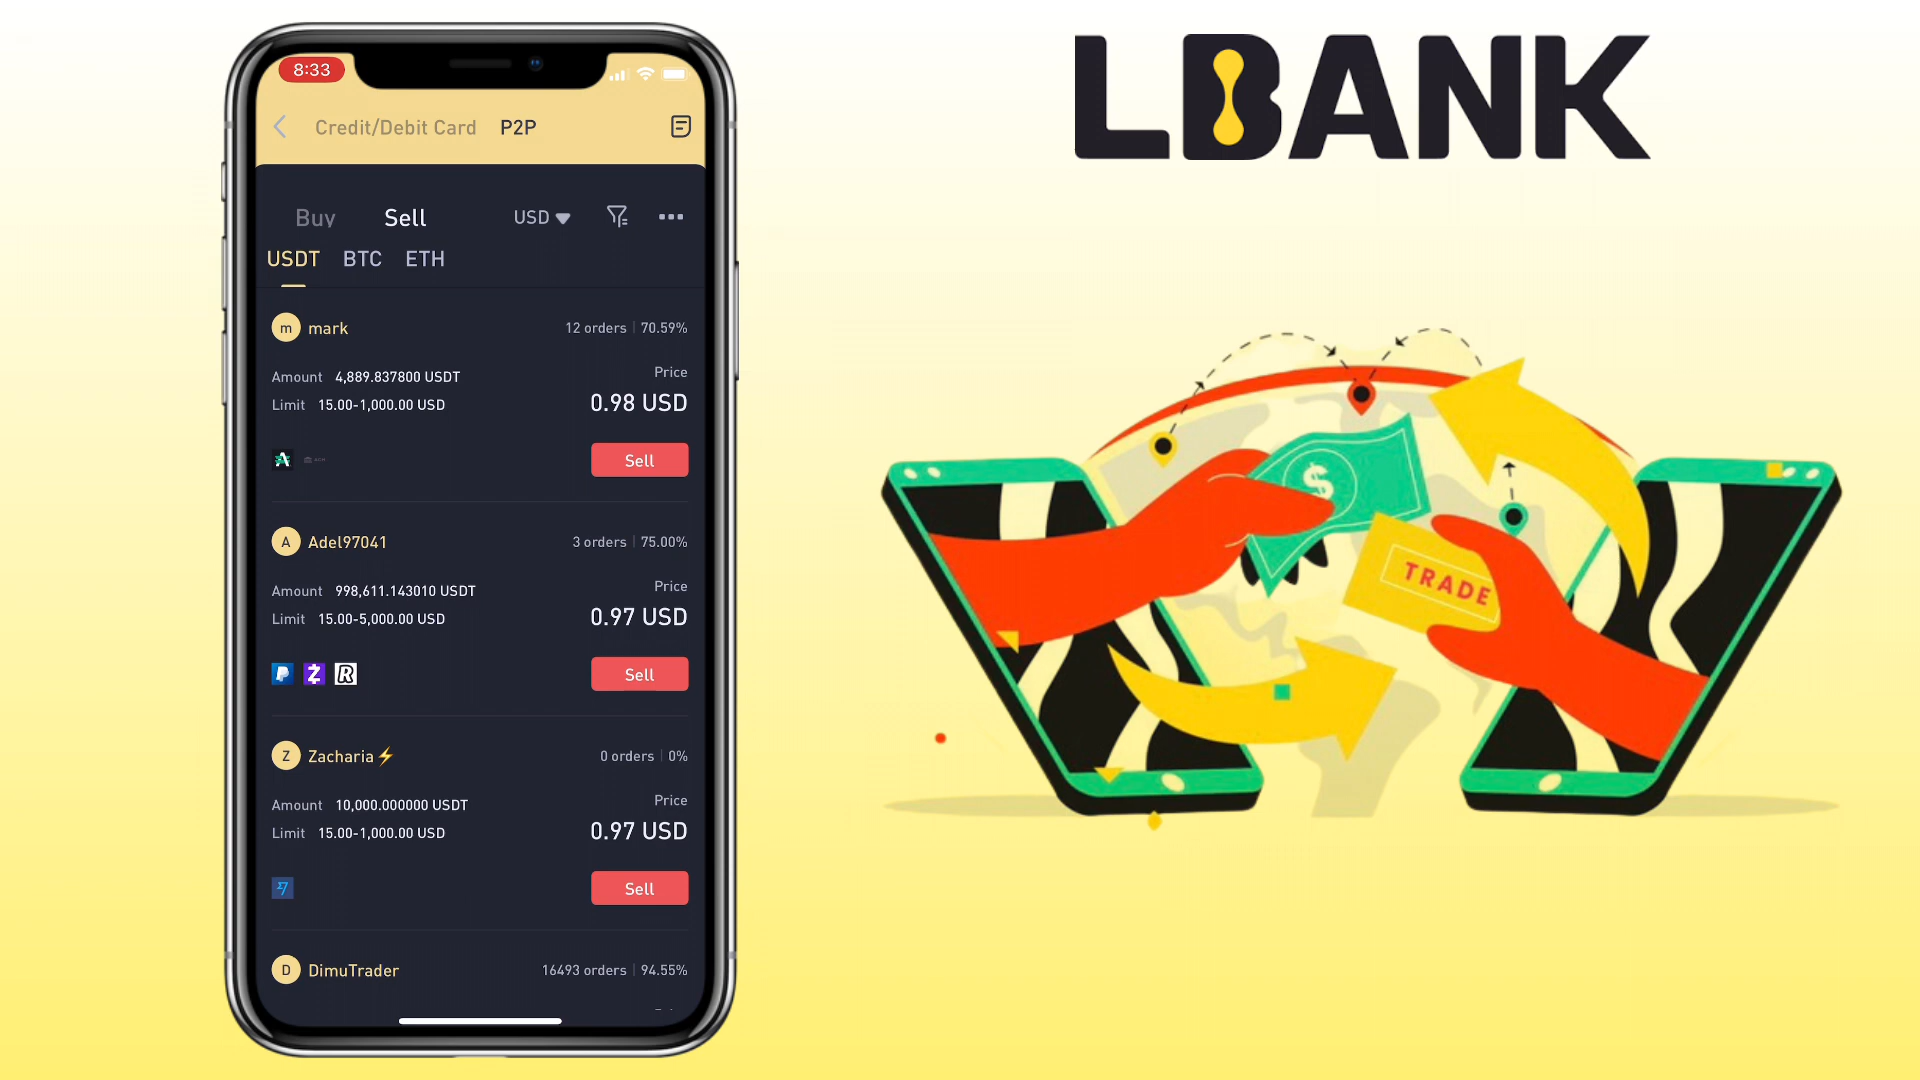 8:33
Credit/Debit Card P2P
Buy Sell USD
USDT BTC ETH
m mark 12 orders | 70.59%
Amount 4,889.837800 USDT Price
Limit 15.00-1,000.00 USD 0.98 USD
Sell
A Adel97041 3 orders | 75.00%
Amount 998,611.143010 USDT Price
Limit 15.00-5,000.00 USD 0.97 USD
Sell
Z Zacharia⚡ 0 orders | 0%
Amount 10,000.000000 USDT Price
Limit 15.00-1,000.00 USD 0.97 USD
Sell
D DimuTrader 16493 orders | 94.55%
LBANK
$
TRADE